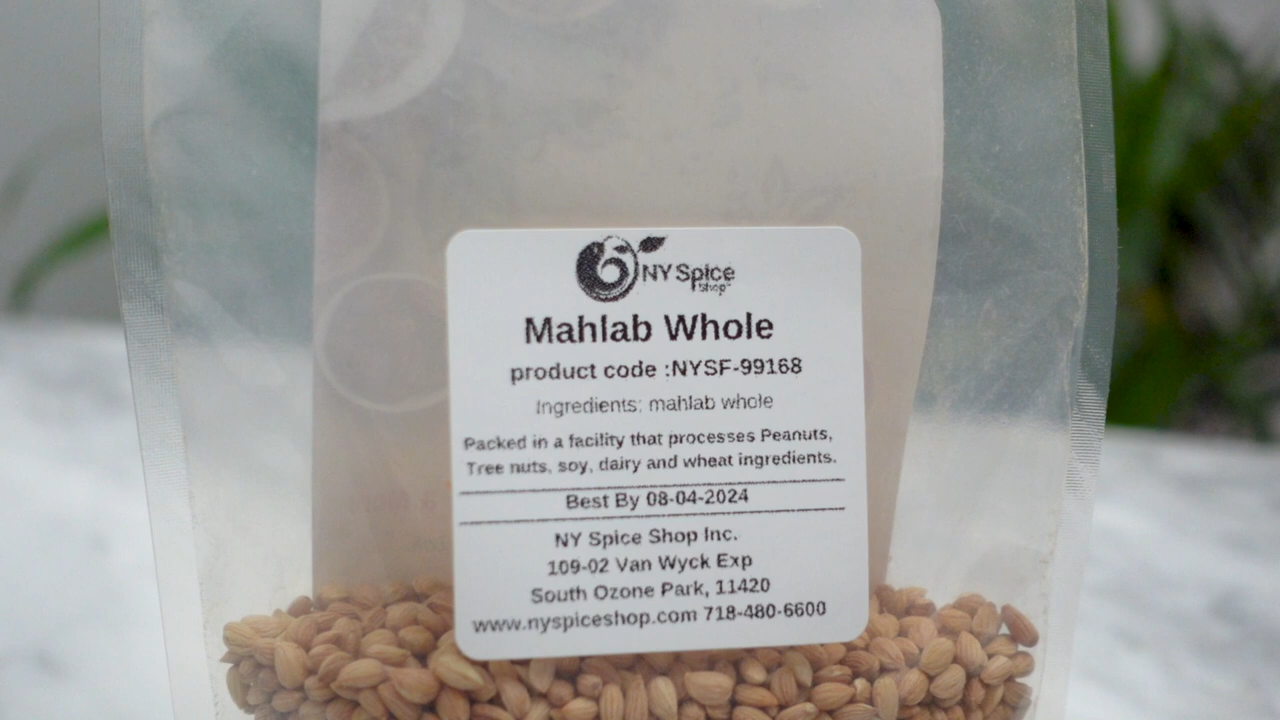 NY Spice
Shop
Mahlab Whole
product code :NYSF-99168
Ingredients: mahlab whole
Packed in a facility that processes Peanuts,
Tree nuts, soy, dairy and wheat ingredients.
Best By 08-04-2024
NY Spice Shop Inc.
109-02 Van Wyck Exp
South Ozone Park, 11420
www.nyspiceshop.com 718-480-6600